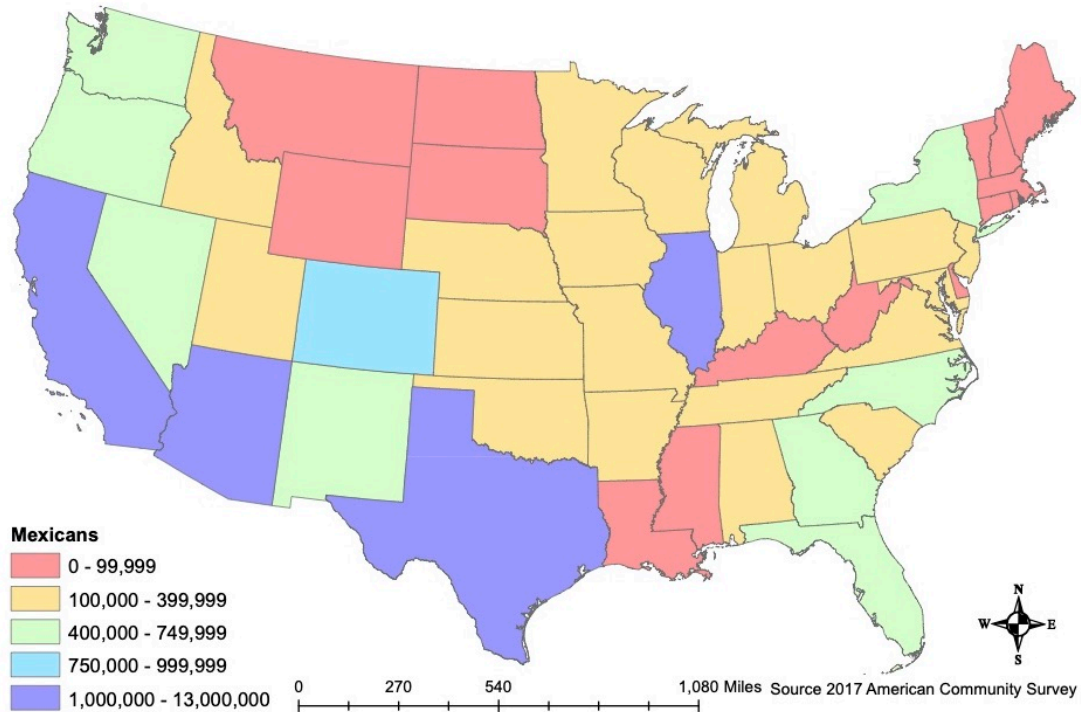 Mexicans
0 - 99,999
100,000 - 399,999
400,000 - 749,999
750,000 - 999,999
1,000,000 - 13,000,000
0 270 540 1,080 Miles
Source 2017 American Community Survey
N
W E
S